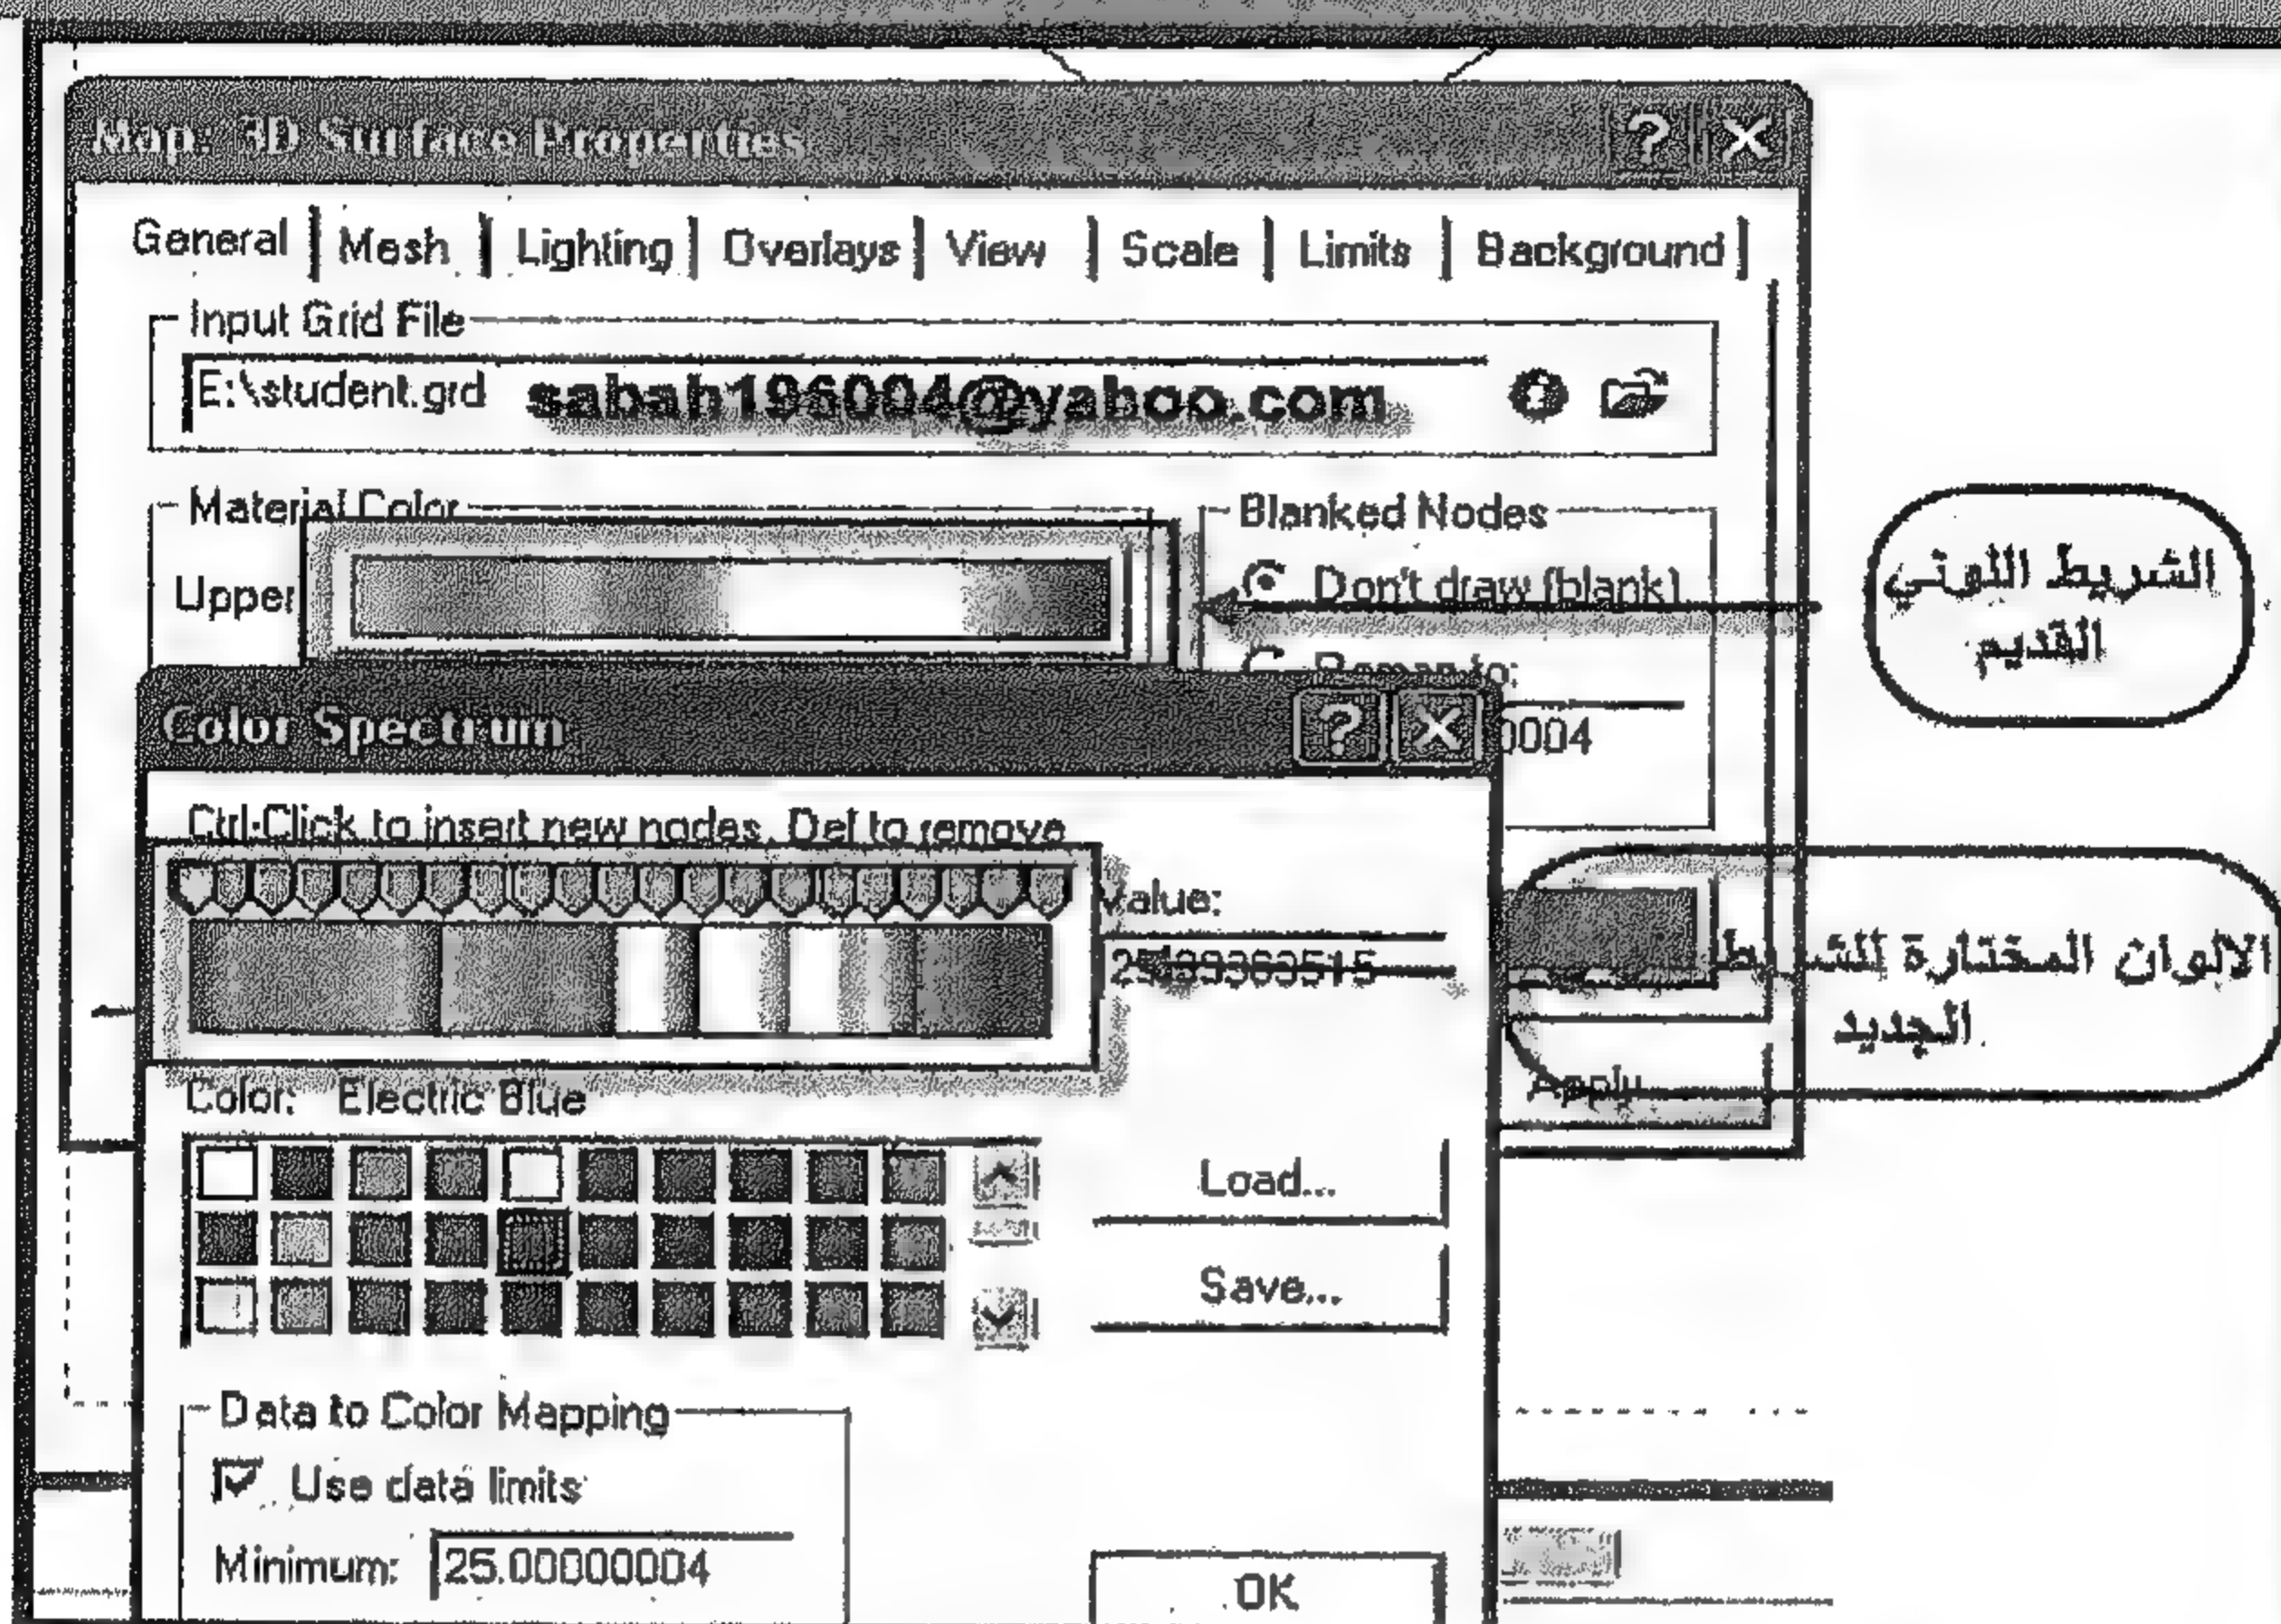 Map: 3D Surface Properties
General Mesh Lighting Overlays View Scale Limits Background
Input Grid File
E:\student.grd sabah196004@yahoo.com
Material Color
Blanked Nodes
Upper
Don't draw (blank)
الشريط اللوني
القديم
Remap to:
0004
Color Spectrum
Ctrl-Click to insert new nodes, Del to remove
Value:
الالوان المختارة للشريط
الجديد
Apply
Color: Electric Blue
Load...
Save...
Data to Color Mapping
Use data limits
Minimum: 25.00000004
OK